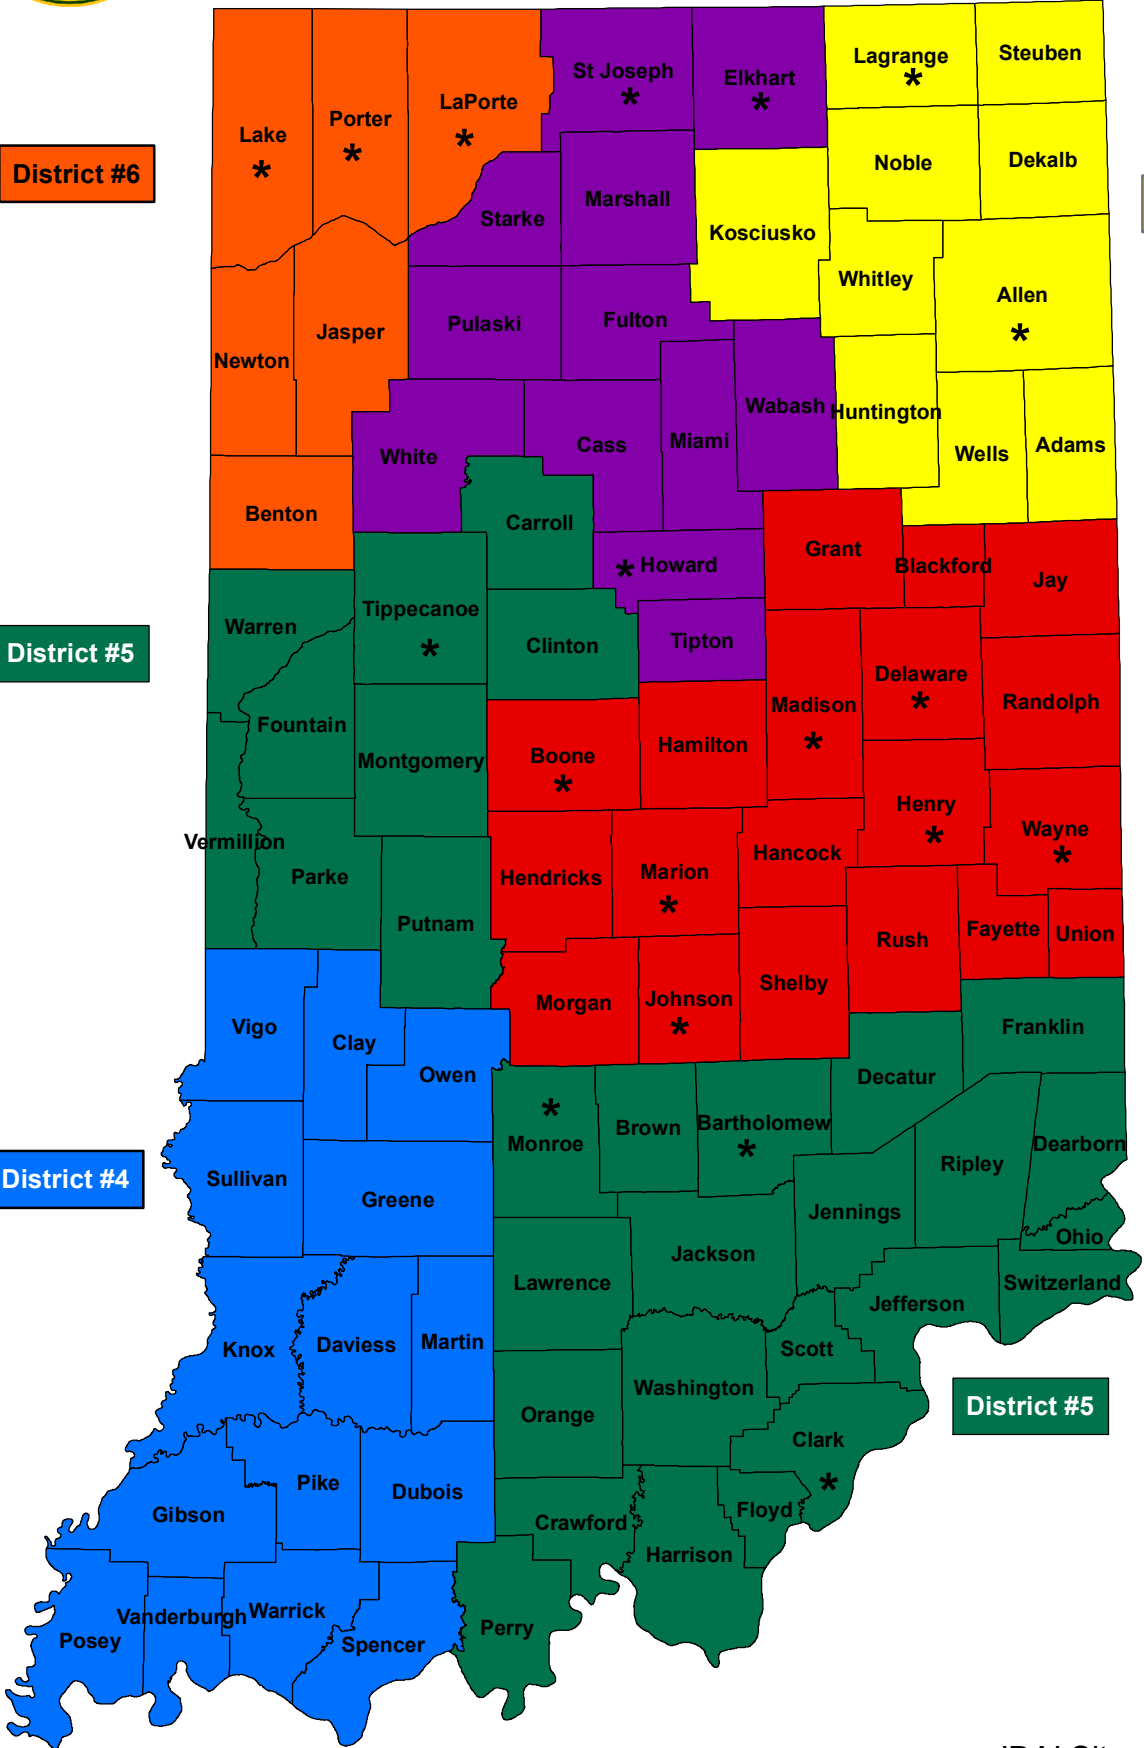 St Joseph
*
Elkhart
*
Lagrange
*
Steuben
LaPorte
*
Porter
*
Lake
*
Noble
Dekalb
District #6
Marshall
Starke
Kosciusko
Whitley
Allen
*
Pulaski
Fulton
Jasper
Newton
Wabash
Huntington
Miami
Cass
White
Wells
Adams
Benton
Carroll
Grant
* Howard
Blackford
Jay
Tippecanoe
*
Warren
Clinton
Tipton
District #5
Delaware
*
Randolph
Madison
*
Fountain
Hamilton
Boone
*
Montgomery
Henry
*
Wayne
*
Vermillion
Hancock
Parke
Hendricks
Marion
*
Putnam
Rush
Fayette
Union
Shelby
Morgan
Johnson
*
Vigo
Franklin
Clay
Owen
Decatur
*
Monroe
Brown
Bartholomew
*
Dearborn
Ripley
Sullivan
District #4
Greene
Jennings
Ohio
Jackson
Lawrence
Switzerland
Jefferson
Knox
Daviess
Martin
Scott
Washington
Orange
District #5
Clark
*
Pike
Dubois
Gibson
Floyd
Crawford
Harrison
Vanderburgh
Warrick
Perry
Posey
Spencer